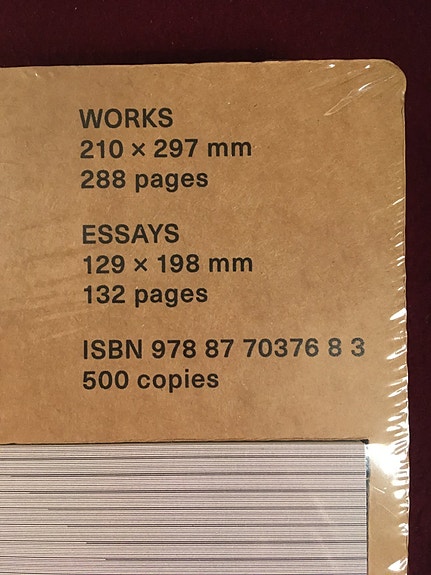 WORKS
210 × 297 mm
288 pages
ESSAYS
129 × 198 mm
132 pages
ISBN 978 87 70376 8 3
500 copies